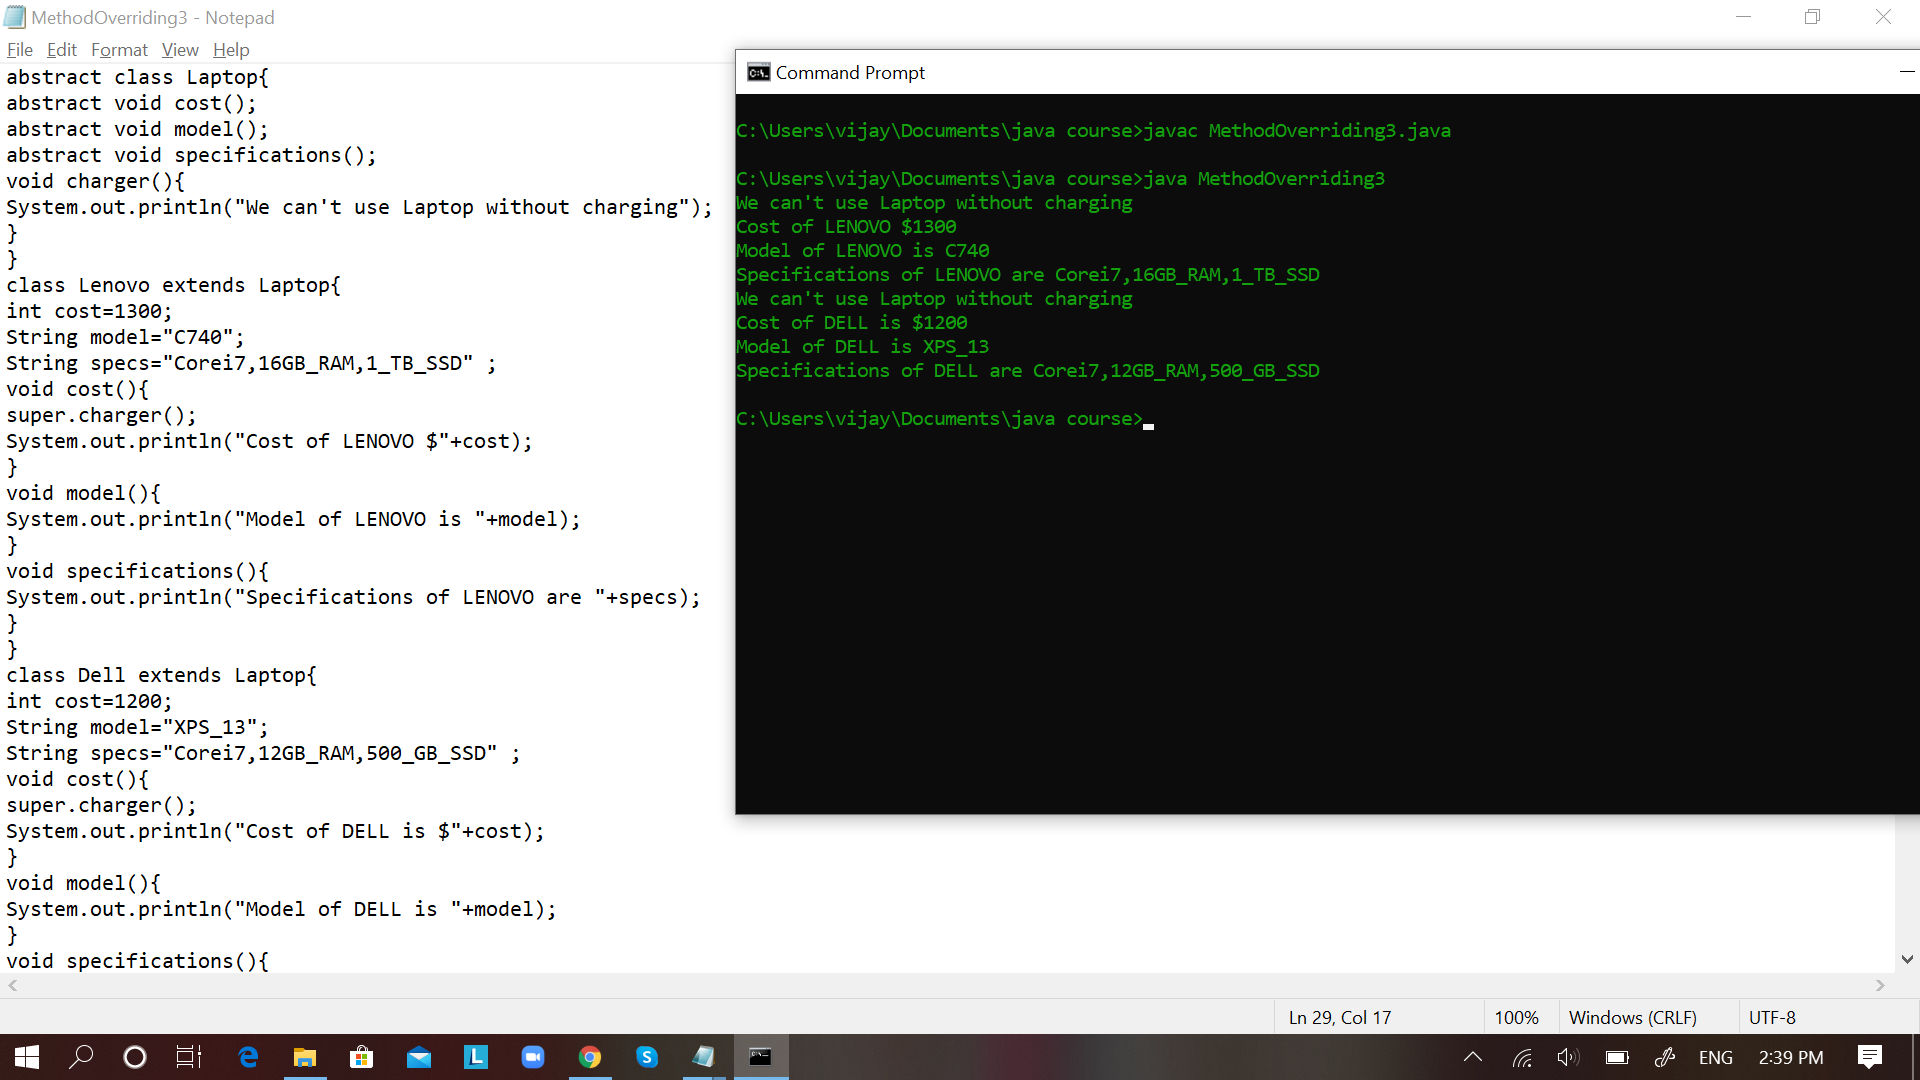 MethodOverriding3 - Notepad
File Edit Format View Help
abstract class Laptop{
abstract void cost();
abstract void model();
abstract void specifications();
void charger(){
System.out.println("We can't use Laptop without charging");
}
}
class Lenovo extends Laptop{
int cost=1300;
String model="C740";
String specs="Corei7,16GB_RAM,1_TB_SSD" ;
void cost(){
super.charger();
System.out.println("Cost of LENOVO $"+cost);
}
void model(){
System.out.println("Model of LENOVO is "+model);
}
void specifications(){
System.out.println("Specifications of LENOVO are "+specs);
}
}
class Dell extends Laptop{
int cost=1200;
String model="XPS_13";
String specs="Corei7,12GB_RAM,500_GB_SSD" ;
void cost(){
super.charger();
System.out.println("Cost of DELL is $"+cost);
}
void model(){
System.out.println("Model of DELL is "+model);
}
void specifications(){
Command Prompt
C:\Users\vijay\Documents\java course>javac MethodOverriding3.java
C:\Users\vijay\Documents\java course>java MethodOverriding3
We can't use Laptop without charging
Cost of LENOVO $1300
Model of LENOVO is C740
Specifications of LENOVO are Corei7,16GB_RAM,1_TB_SSD
We can't use Laptop without charging
Cost of DELL is $1200
Model of DELL is XPS_13
Specifications of DELL are Corei7,12GB_RAM,500_GB_SSD
C:\Users\vijay\Documents\java course>
Ln 29, Col 17 100% Windows (CRLF) UTF-8
ENG 2:39 PM